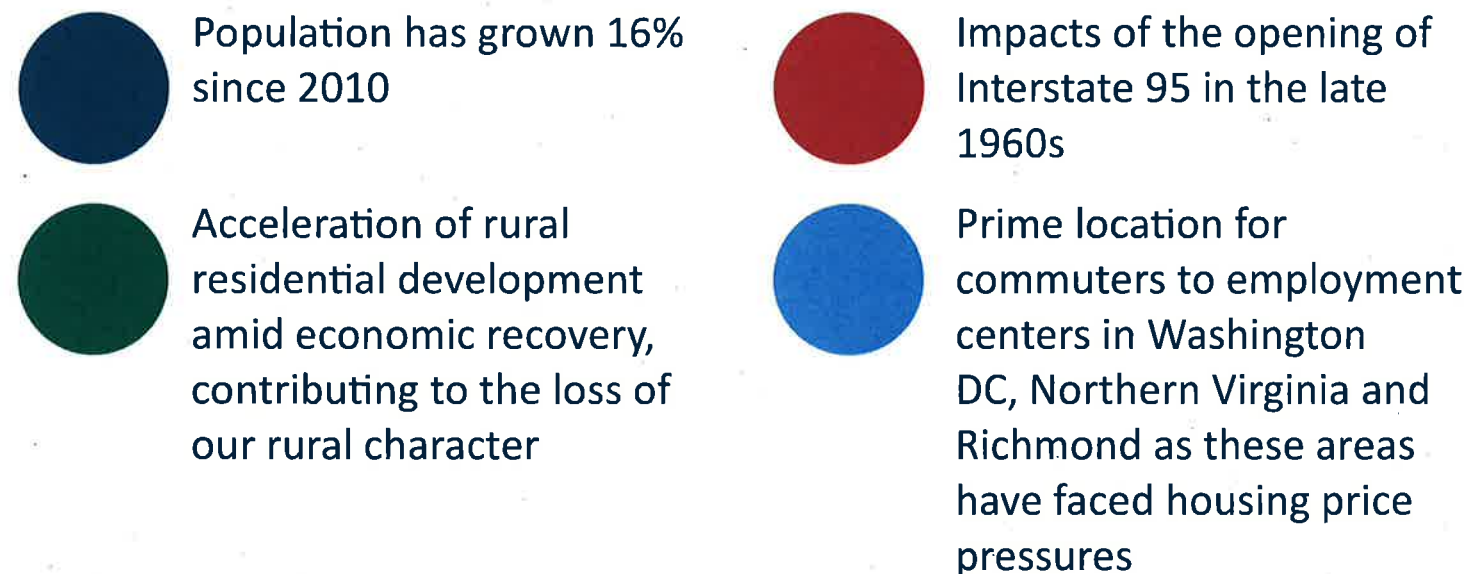 Population has grown 16%
since 2010
Impacts of the opening of
Interstate 95 in the late
1960s
Acceleration of rural
residential development
amid economic recovery,
contributing to the loss of
our rural character
Prime location for
commuters to employment
centers in Washington
DC, Northern Virginia and
Richmond as these areas
have faced housing price
pressures